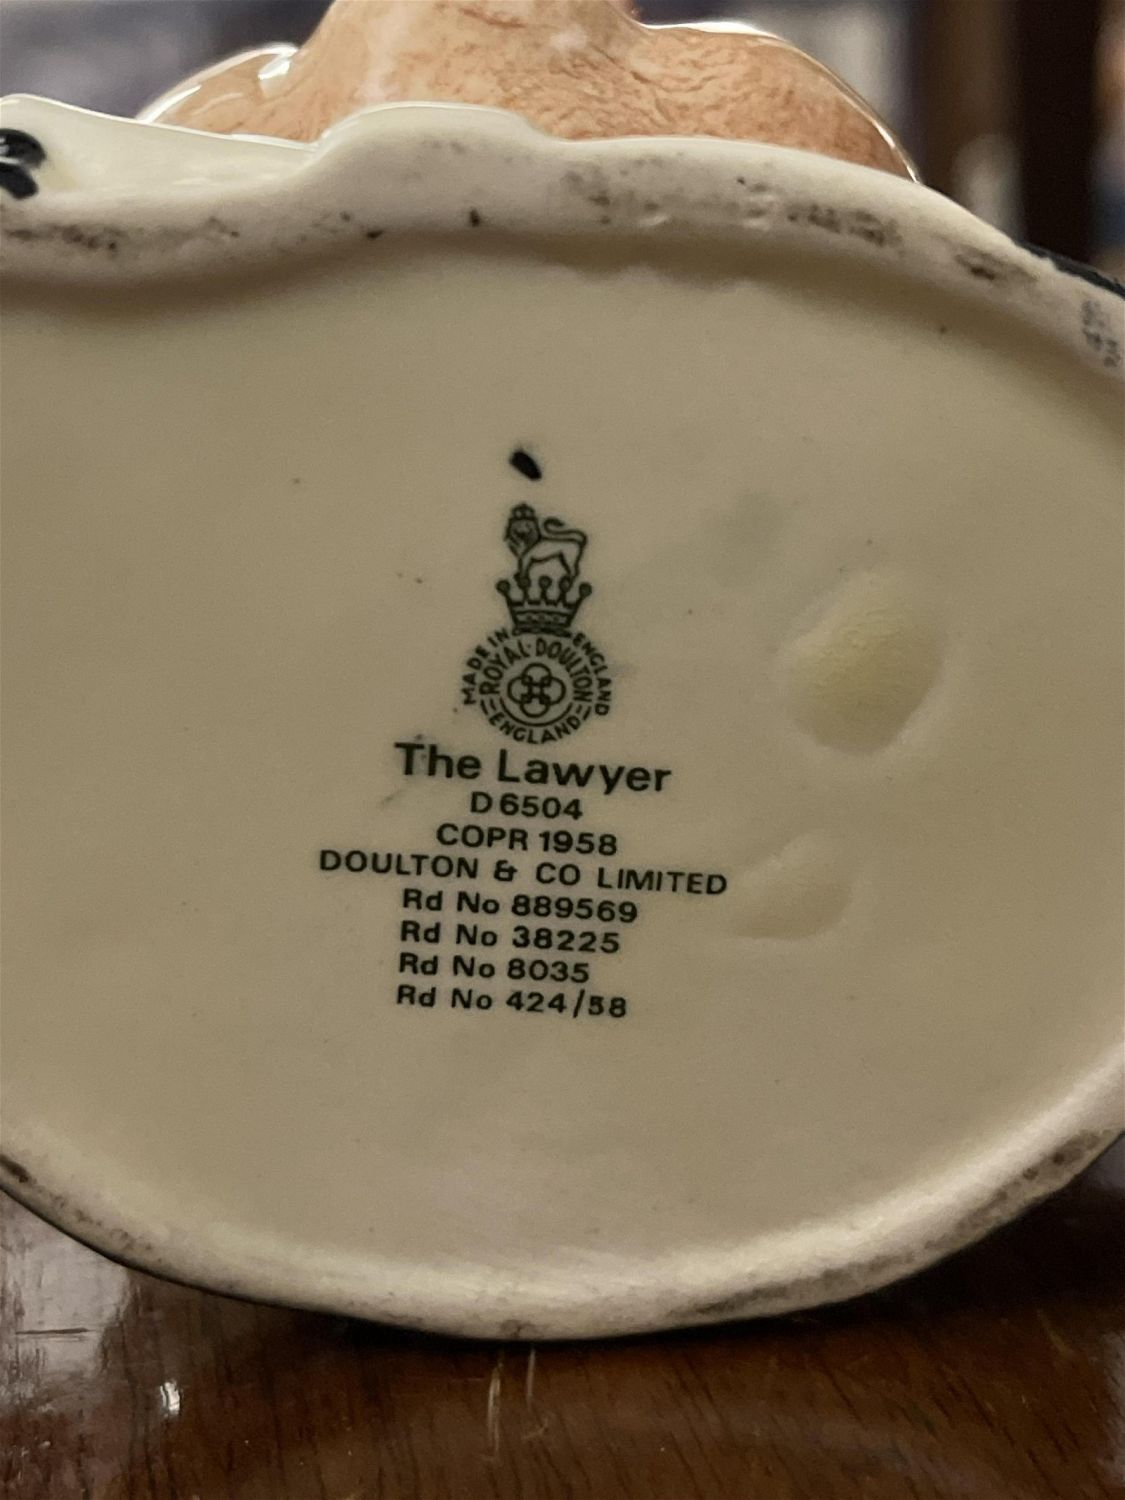 MADE IN ENGLAND
ROYAL·DOULTON
ENGLAND
The Lawyer
D 6504
COPR 1958
DOULTON & CO LIMITED
Rd No 889569
Rd No 38225
Rd No 8035
Rd No 424/58